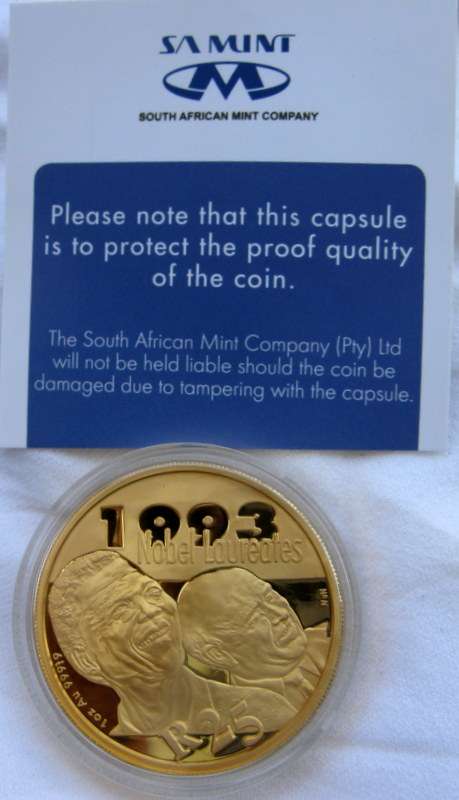 SA MINT
SOUTH AFRICAN MINT COMPANY
Please note that this capsule
is to protect the proof quality
of the coin.
The South African Mint Company (Pty) Ltd
will not be held liable should the coin be
damaged due to tampering with the capsule.
1993
Nobel Laureates
1oz Au 999,9
R25